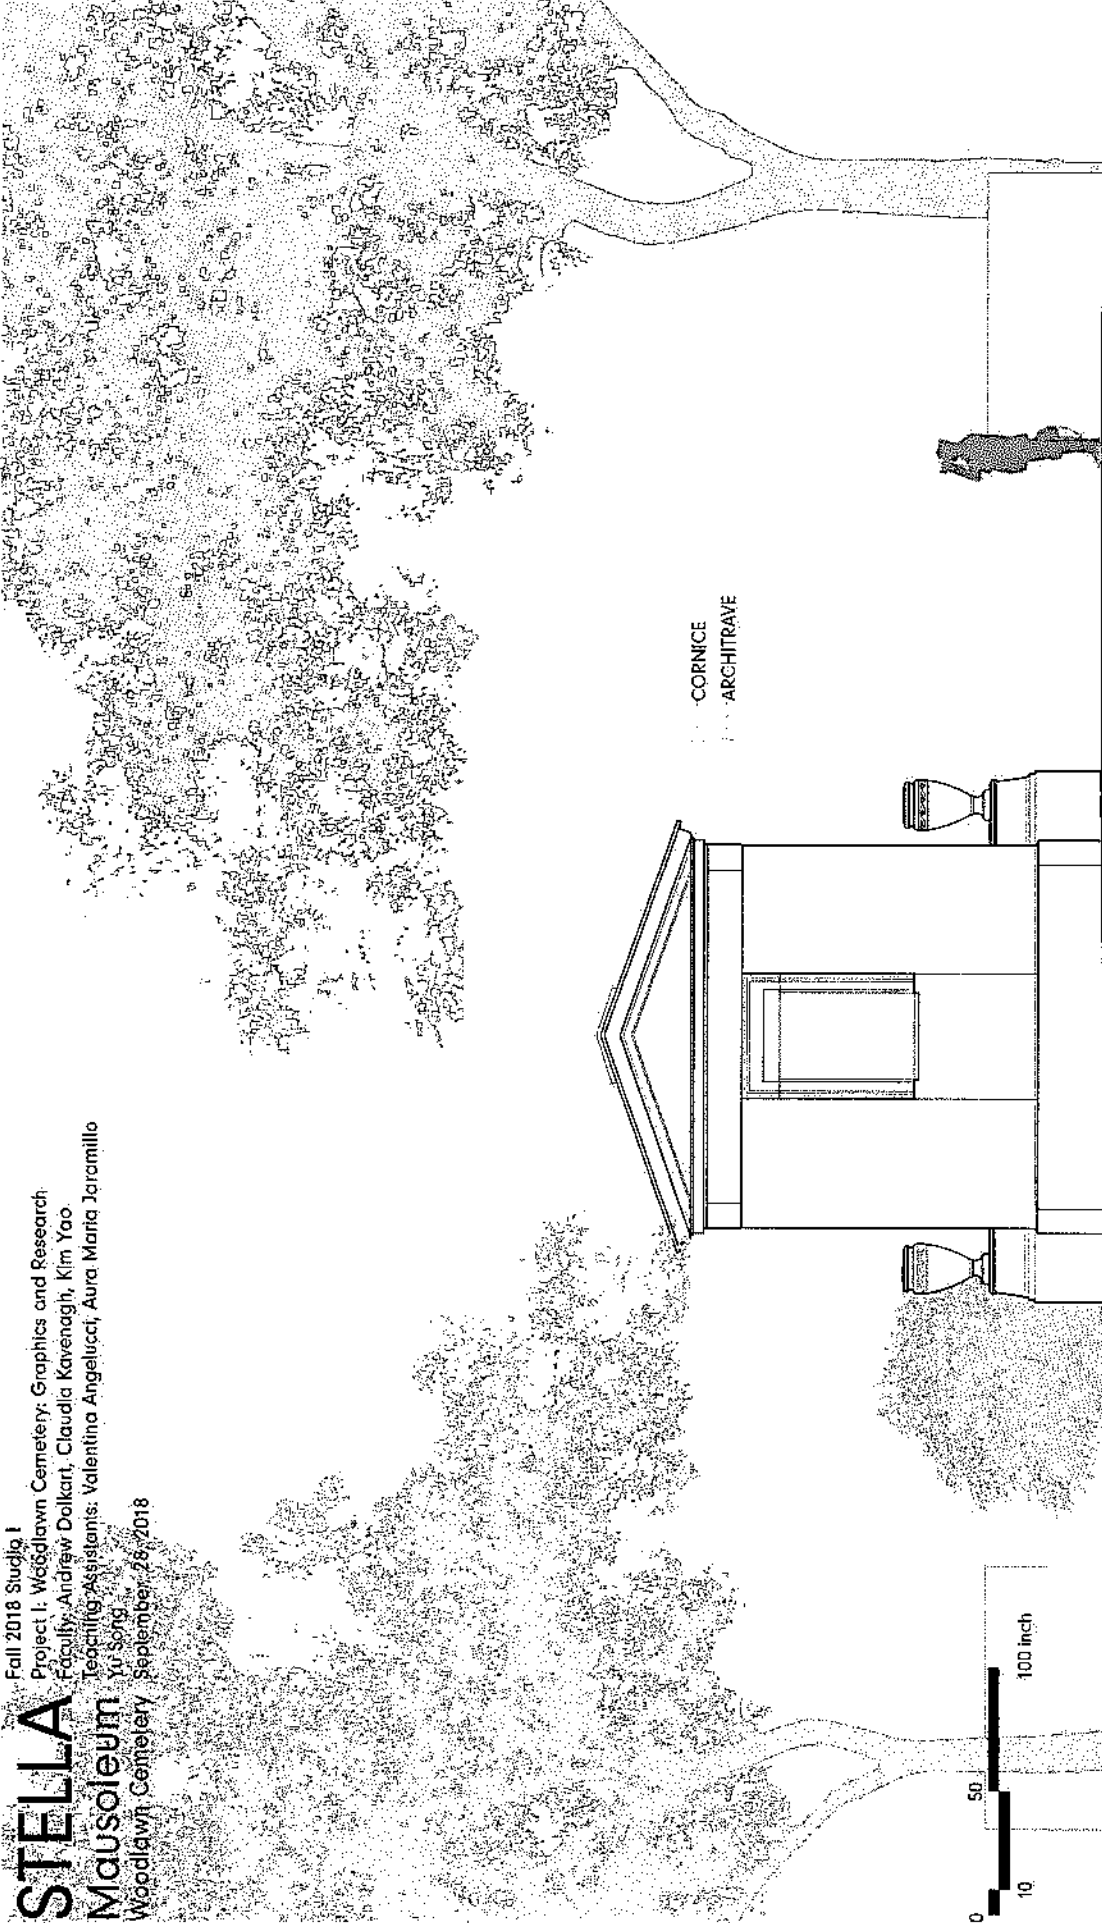 STELLA
Mausoleum
Woodlawn Cemetery
Fall 2018 Studio I
Project I: Woodlawn Cemetery: Graphics and Research
Faculty: Andrew Dolkart, Claudia Kavenagh, Kim Yao
Teaching Assistants: Valentina Angelucci, Aura Maria Jaramillo
Yu Song
September 28, 2018
CORNICE
ARCHITRAVE
0
10
50
100 inch